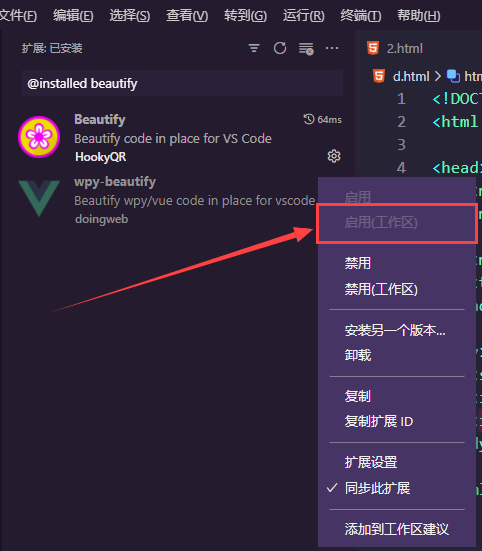 文件(F) 编辑(E) 选择(S) 查看(V) 转到(G) 运行(R) 终端(T) 帮助(H)
扩展: 已安装
2.html
@installed beautify
d.html
Beautify
64ms
Beautify code in place for VS Code
HookyQR
wpy-beautify
Beautify wpy/vue code in place for vscode
doingweb
1
<!DOCT
2
<html
4
<head>
启用
启用(工作区)
禁用
禁用(工作区)
安装另一个版本...
卸载
复制
复制扩展 ID
扩展设置
同步此扩展
添加到工作区建议